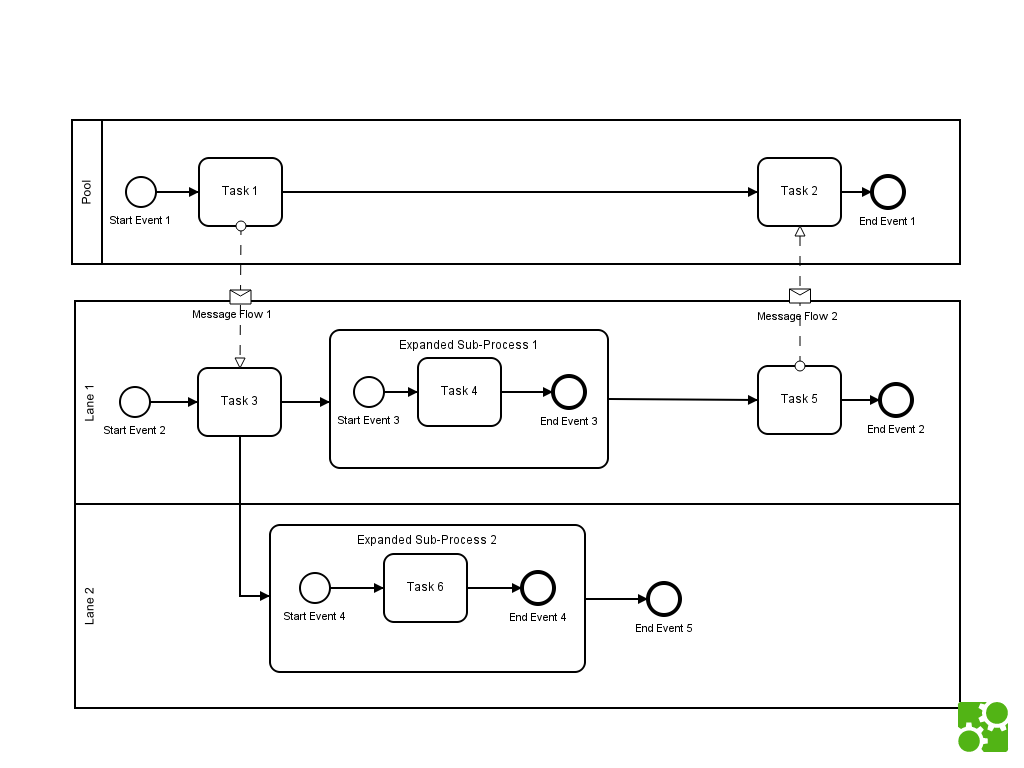 Pool
Task 1
Task 2
Start Event 1
End Event 1
Message Flow 1
Message Flow 2
Lane 1
Expanded Sub-Process 1
Task 3
Task 4
Task 5
Start Event 2
Start Event 3
End Event 3
End Event 2
Lane 2
Expanded Sub-Process 2
Task 6
Start Event 4
End Event 4
End Event 5